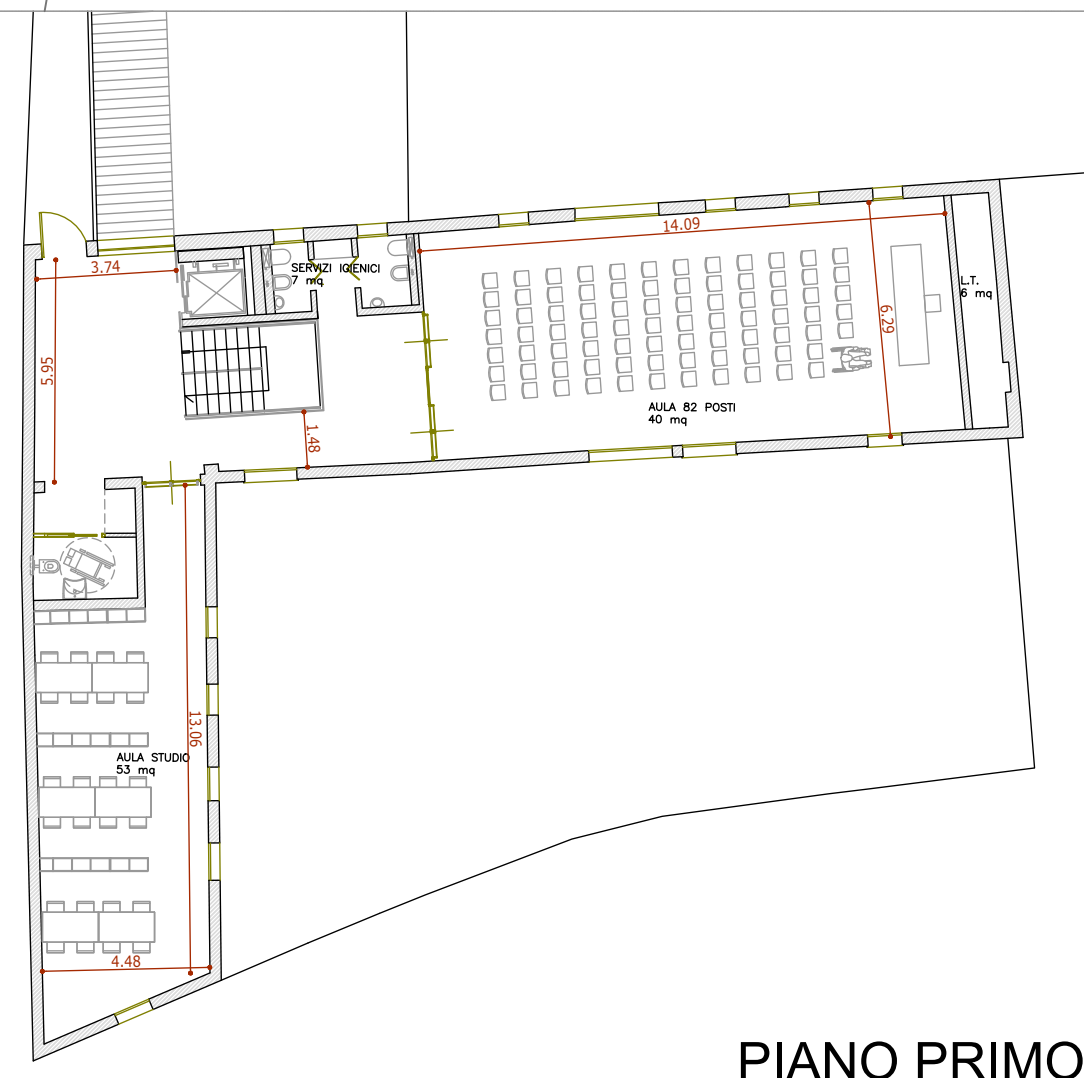 14.09
3.74
SERVIZI IGIENICI
7 mq
L.T.
6 mq
6.29
5.95
AULA 82 POSTI
40 mq
1.48
13.06
AULA STUDIO
53 mq
4.48
PIANO PRIMO